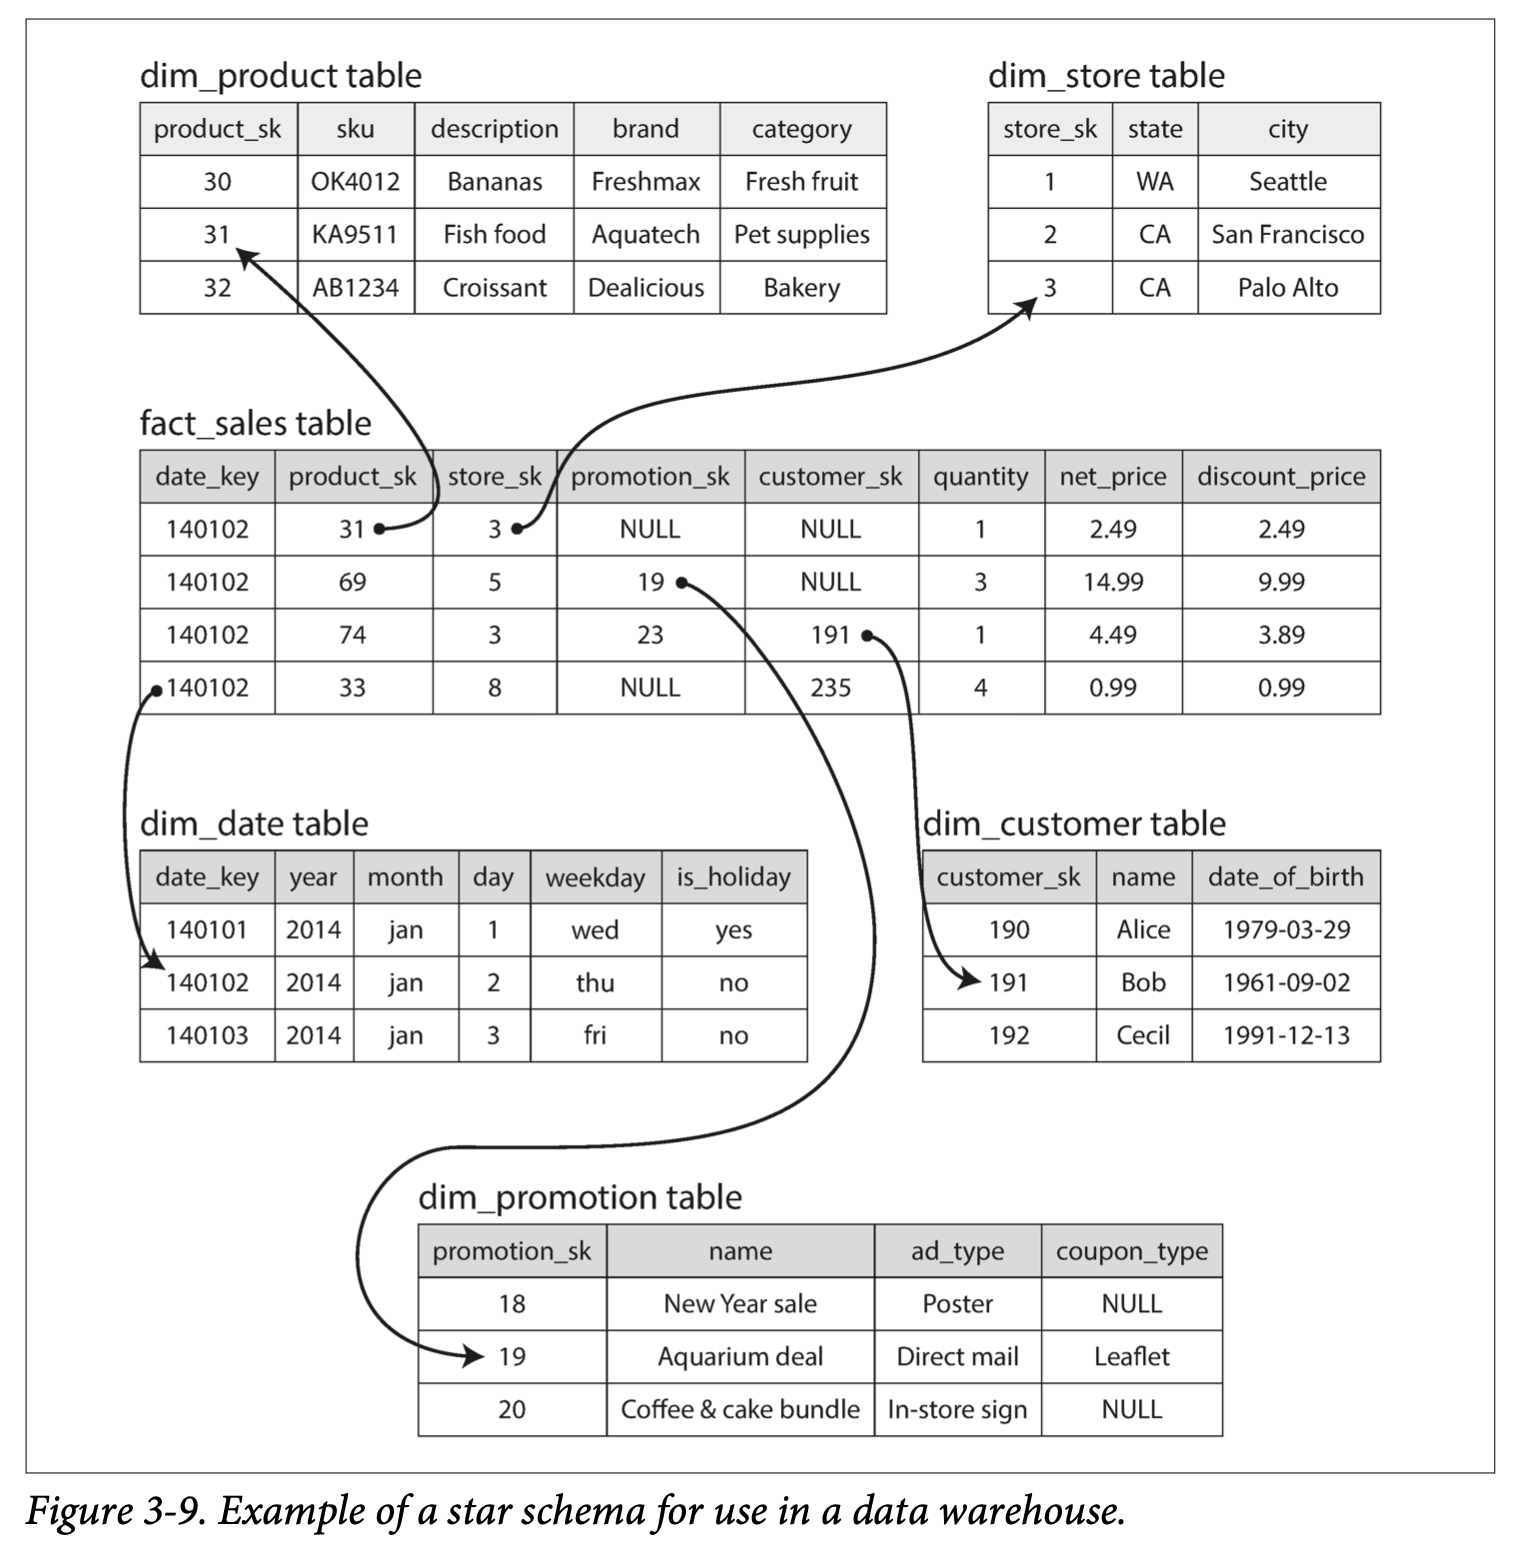 dim_product table
product_sk sku description brand category
30 OK4012 Bananas Freshmax Fresh fruit
31 KA9511 Fish food Aquatech Pet supplies
32 AB1234 Croissant Dealicious Bakery
dim_store table
store_sk state city
1 WA Seattle
2 CA San Francisco
3 CA Palo Alto
fact_sales table
date_key product_sk store_sk promotion_sk customer_sk quantity net_price discount_price
140102 31 3 NULL NULL 1 2.49 2.49
140102 69 5 19 NULL 3 14.99 9.99
140102 74 3 23 191 1 4.49 3.89
140102 33 8 NULL 235 4 0.99 0.99
dim_date table
date_key year month day weekday is_holiday
140101 2014 jan 1 wed yes
140102 2014 jan 2 thu no
140103 2014 jan 3 fri no
dim_customer table
customer_sk name date_of_birth
190 Alice 1979-03-29
191 Bob 1961-09-02
192 Cecil 1991-12-13
dim_promotion table
promotion_sk name ad_type coupon_type
18 New Year sale Poster NULL
19 Aquarium deal Direct mail Leaflet
20 Coffee & cake bundle In-store sign NULL
Figure 3-9. Example of a star schema for use in a data warehouse.